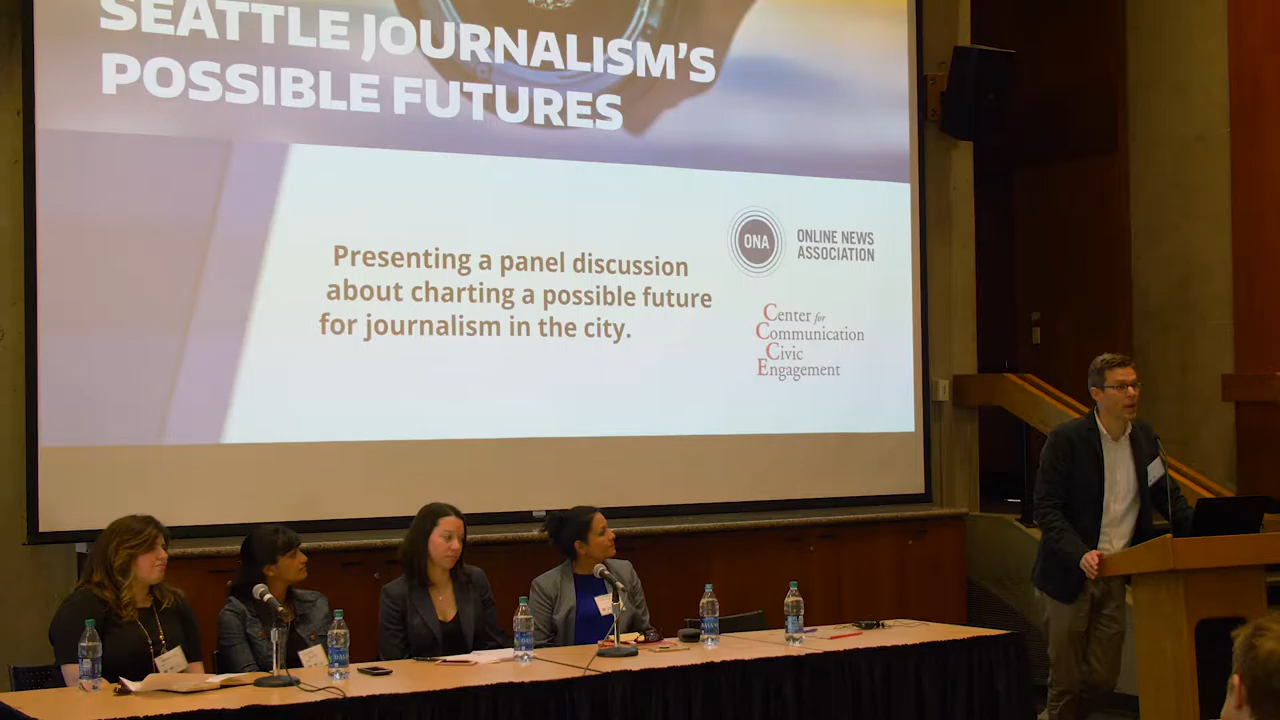 SEATTLE JOURNALISM'S
POSSIBLE FUTURES
Presenting a panel discussion
about charting a possible future
for journalism in the city.
ONA
ONLINE NEWS
ASSOCIATION
Center for
Communication
Civic
Engagement